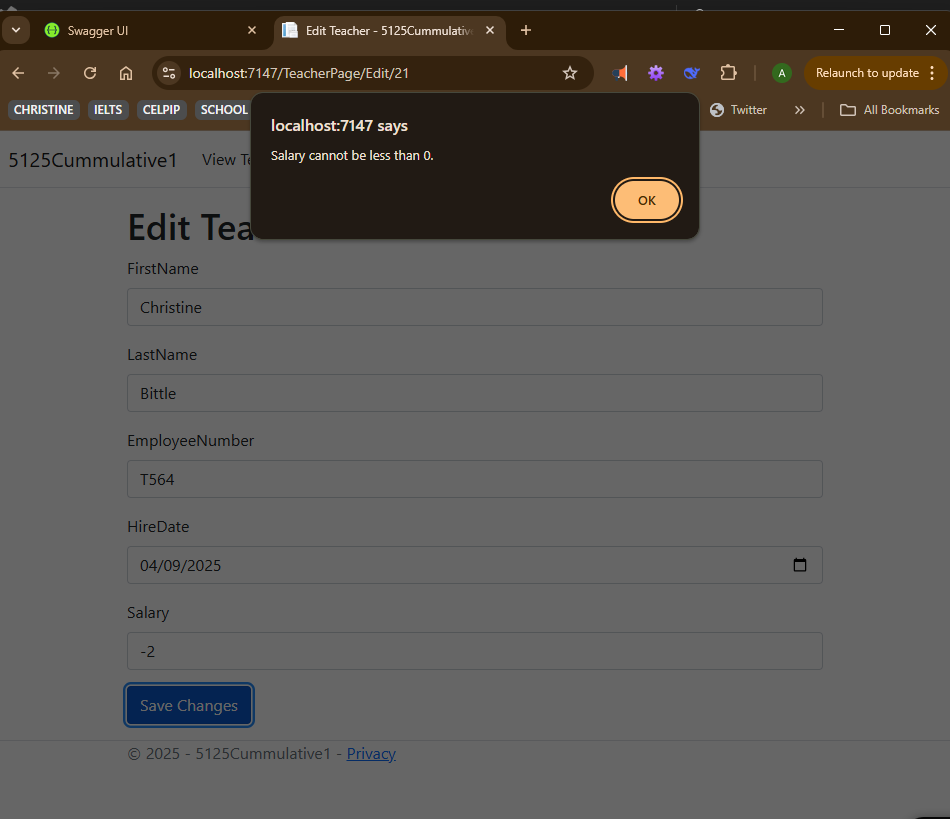 Swagger UI
Edit Teacher - 5125Cummulative
localhost:7147/TeacherPage/Edit/21
A
Relaunch to update
CHRISTINE
IELTS
CELPIP
SCHOOL
Twitter
All Bookmarks
localhost:7147 says
Salary cannot be less than 0.
OK
5125Cummulative1
View Te
Edit Tea
FirstName
Christine
LastName
Bittle
EmployeeNumber
T564
HireDate
04/09/2025
Salary
-2
Save Changes
© 2025 - 5125Cummulative1 - Privacy